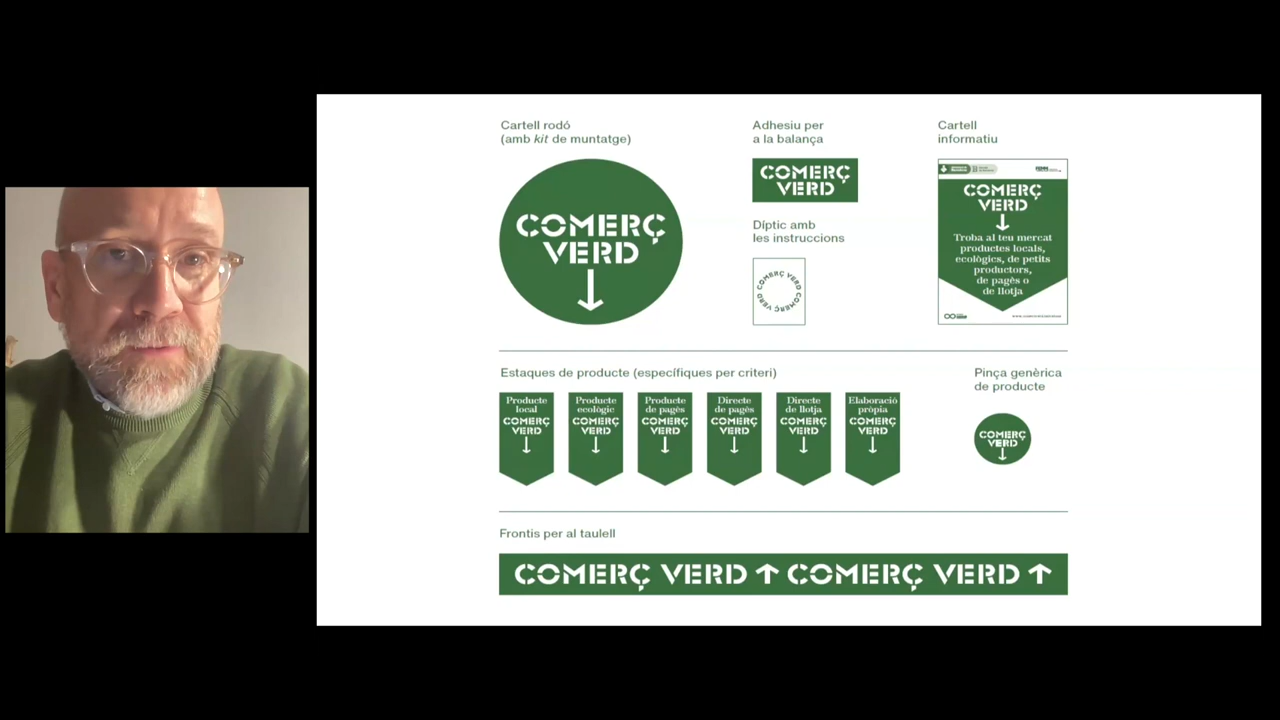 Cartell rodó
(amb kit de muntatge)
COMERÇ
VERD
Adhesiu per
a la balança
COMERÇ
VERD
Díptic amb
les instruccions
COMERÇ VERD COMERÇ VERD
Cartell
informatiu
COMERÇ
VERD
Troba al teu mercat
productes locals,
ecològics, de petits
productors,
de pagès o
de llotja
Estaques de producte (específiques per criteri)
Producte
local
COMERÇ
VERD
Producte
ecològic
COMERÇ
VERD
Producte
de pagès
COMERÇ
VERD
Directe
de pagès
COMERÇ
VERD
Directe
de llotja
COMERÇ
VERD
Elaboració
pròpia
COMERÇ
VERD
Pinça genèrica
de producte
COMERÇ
VERD
Frontis per al taulell
COMERÇ VERD ↑ COMERÇ VERD ↑